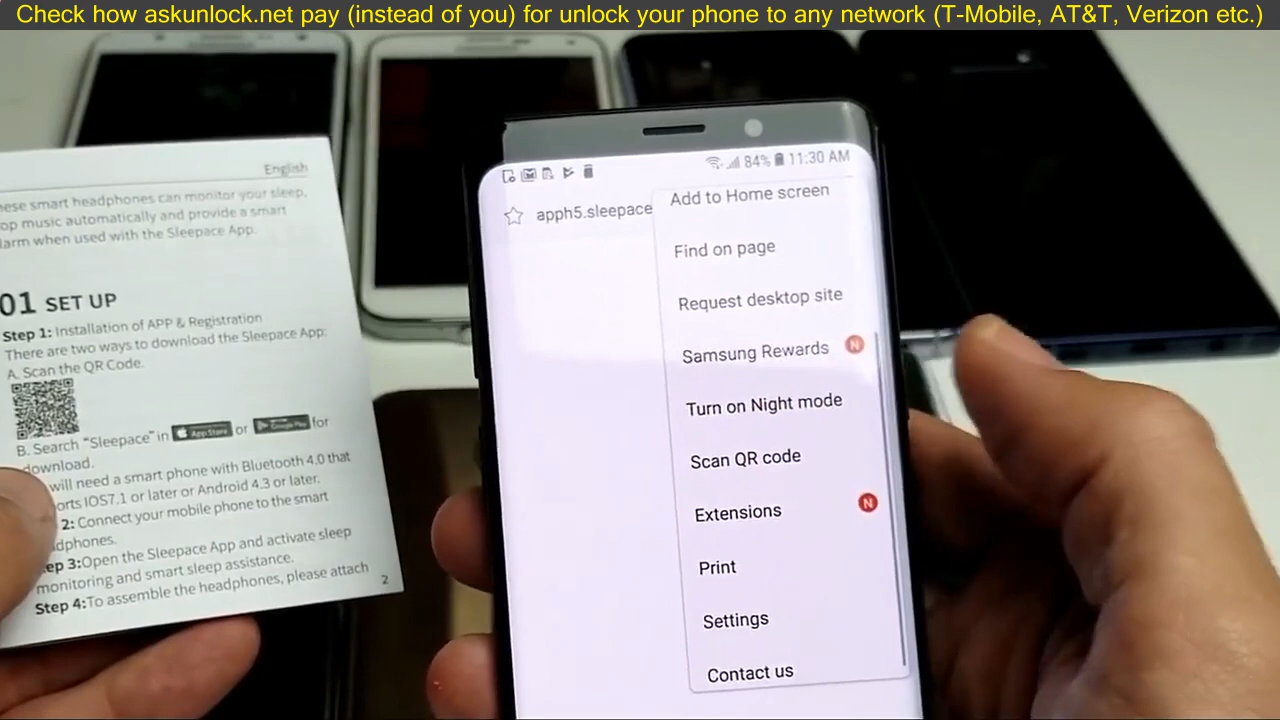 Check how askunlock.net pay (instead of you) for unlock your phone to any network (T-Mobile, AT&T, Verizon etc.)
English
hese smart headphones can monitor your sleep,
op music automatically and provide a smart
larm when used with the Sleepace App.
01 SET UP
Step 1: Installation of APP & Registration
There are two ways to download the Sleepace App:
A. Scan the QR Code.
B. Search "Sleepace" in App Store or Google Play for
download.
will need a smart phone with Bluetooth 4.0 that
orts IOS7.1 or later or Android 4.3 or later.
2: Connect your mobile phone to the smart
dphones.
ep 3:Open the Sleepace App and activate sleep
monitoring and smart sleep assistance.
Step 4:To assemble the headphones, please attach
2
84% 11:30 AM
apph5.sleepace
Add to Home screen
Find on page
Request desktop site
Samsung Rewards N
Turn on Night mode
Scan QR code
Extensions N
Print
Settings
Contact us